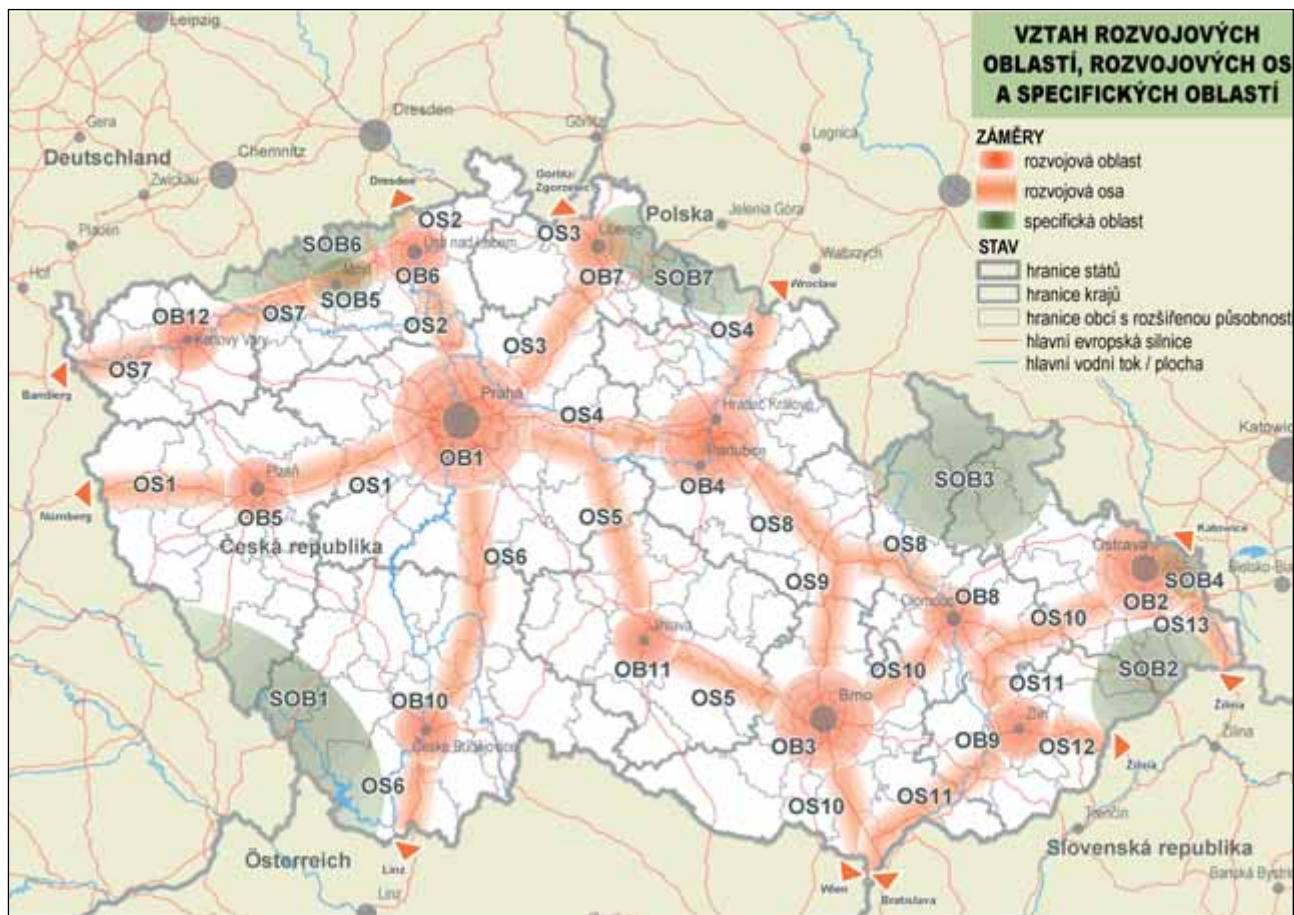 VZTAH ROZVOJOVÝCH
OBLASTÍ, ROZVOJOVÝCH OS
A SPECIFICKÝCH OBLASTÍ
ZÁMĚRY
rozvojová oblast
rozvojová osa
specifická oblast
STAV
hranice států
hranice krajů
hranice obcí s rozšířenou působnost
hlavní evropská silnice
hlavní vodní tok / plocha
Leipzig
Gera
Dresden
Görlitz
Legnica
Deutschland
Chemnitz
Zwickau
Dresden
Görlitz/
Zgorzelec
Polska
Jelenia Góra
Plauen
Hof
SOB6
OS2
Ústí nad Labem
OS3
Liberec
Wałbrzych
Most
OB6
OB7
SOB7
Wrocław
SOB5
OB12
OS7
OS2
OS3
OS4
Karlovy Vary
OS7
Bamberg
Praha
OS4
Hradec Králové
Katowic
OB1
Pardubice
OB4
Plzeň
OS1
OS1
SOB3
Nürnberg
OB5
OS5
OS8
Česká republika
OS6
OS8
Katowice
Ostrava
Bielsko-Bia
OS9
SOB4
OB8
OB2
Olomouc
OS10
OS13
Jihlava
OB11
OS10
SOB2
OS11
Žilina
SOB1
OB10
OS5
Brno
Zlín
České Budějovice
OB3
OB9
OS12
Žilina
Žilina
OS6
OS10
OS11
Trenčín
Österreich
Linz
Linz
Wien
Bratislava
Slovenská republika
Banská Bystri